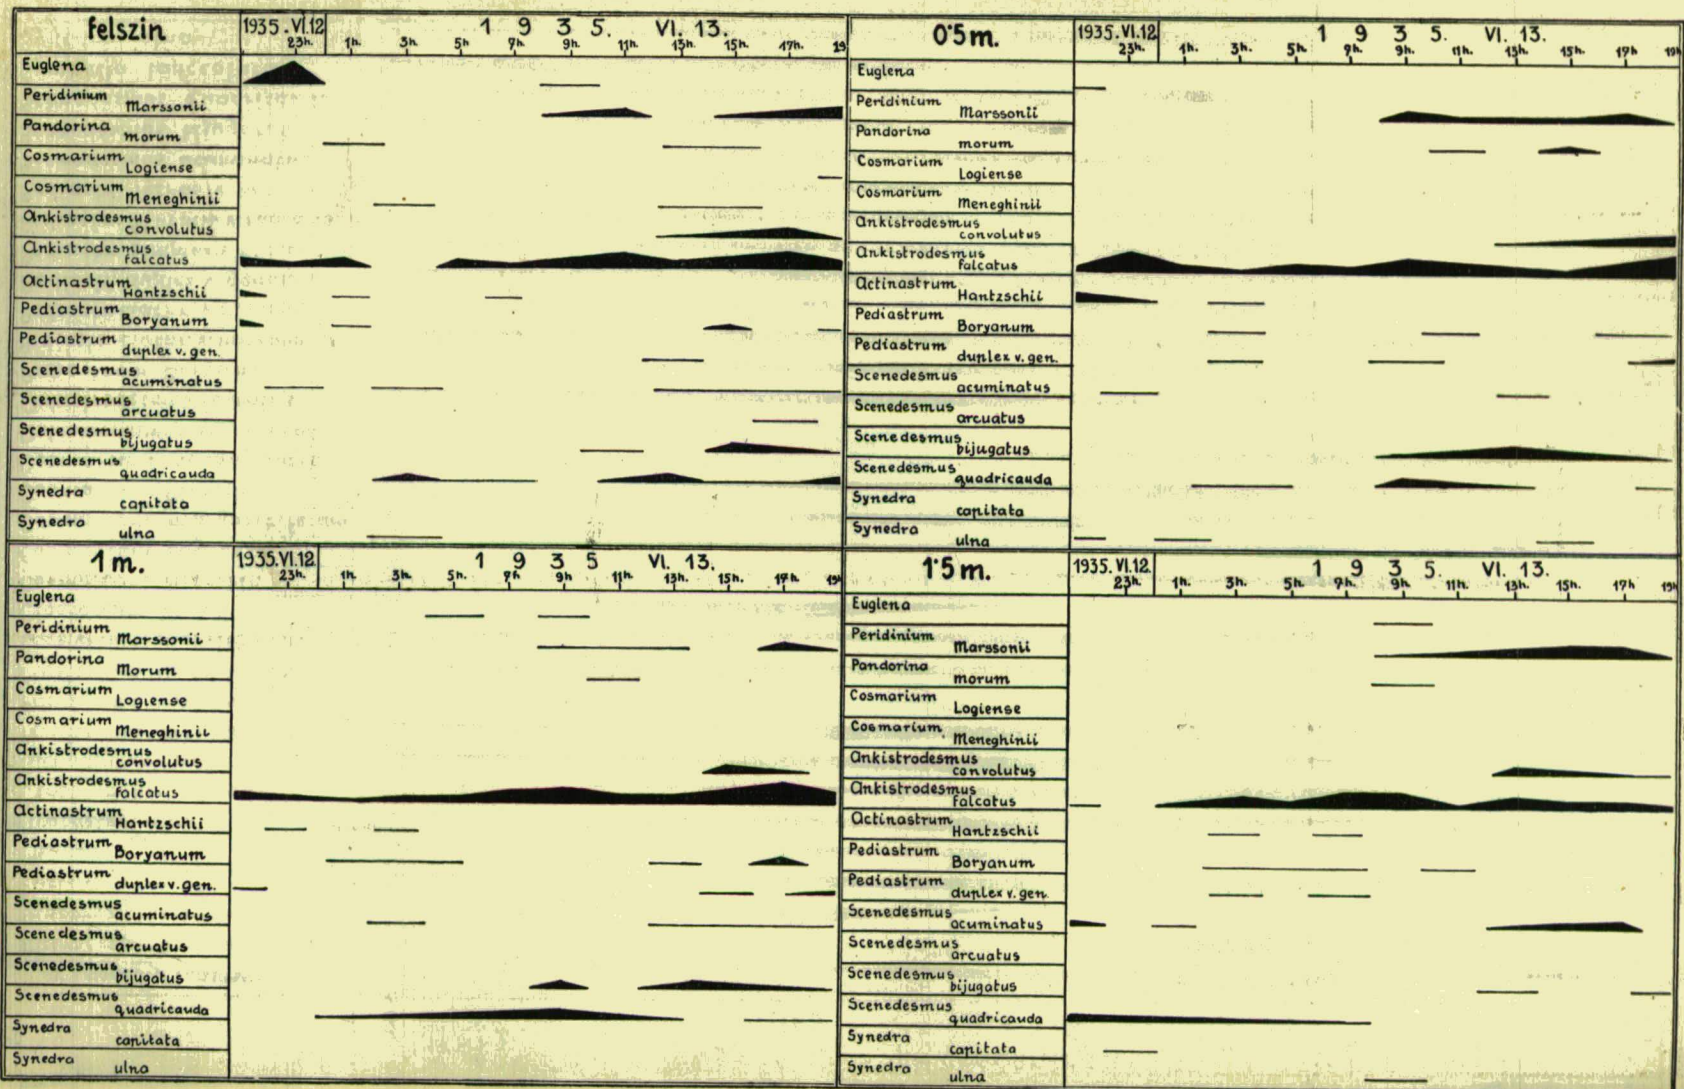 felszin
1935.VI.12
1 9 3 5. VI. 13.
23h. 1h. 3h. 5h 7h. 9h. 11h. 13h. 15h. 17h. 19
Euglena
Peridinium
Marssonii
Pandorina
morum
Cosmarium
Logiense
Cosmarium
Meneghinii
Ankistrodesmus
convolutus
Ankistrodesmus
falcatus
Actinastrum
Hantzschii
Pediastrum
Boryanum
Pediastrum
duplex v. gen.
Scenedesmus
acuminatus
Scenedesmus
arcuatus
Scenedesmus
bijugatus
Scenedesmus
quadricauda
Synedra
capitata
Synedra
ulna
0'5 m.
1935.VI.12
1 9 3 5. VI. 13.
23h. 1h. 3h. 5h. 7h. 9h. 11h. 13h. 15h. 17h 19h
Euglena
Peridinium
Marssonii
Pandorina
morum
Cosmarium
Logiense
Cosmarium
Meneghinii
Ankistrodesmus
convolutus
Ankistrodesmus
falcatus
Actinastrum
Hantzschii
Pediastrum
Boryanum
Pediastrum
duplex v. gen.
Scenedesmus
acuminatus
Scenedesmus
arcuatus
Scenedesmus
bijugatus
Scenedesmus
quadricauda
Synedra
capitata
Synedra
ulna
1 m.
1935.VI.12.
1 9 3 5 VI. 13.
23h. 1h. 3h. 5h. 7h. 9h 11h. 13h. 15h. 17h. 19h
Euglena
Peridinium
Marssonii
Pandorina
Morum
Cosmarium
Logiense
Cosmarium
Meneghinii
Ankistrodesmus
convolutus
Ankistrodesmus
falcatus
Actinastrum
Hantzschii
Pediastrum
Boryanum
Pediastrum
duplex v. gen.
Scenedesmus
acuminatus
Scenedesmus
arcuatus
Scenedesmus
bijugatus
Scenedesmus
quadricauda
Synedra
capitata
Synedra
ulna
1'5 m.
1935.VI.12.
1 9 3 5. VI. 13.
23h. 1h. 3h. 5h. 7h. 9h. 11h. 13h. 15h. 17h 19h
Euglena
Peridinium
Marssonii
Pandorina
morum
Cosmarium
Logiense
Cosmarium
Meneghinii
Ankistrodesmus
convolutus
Ankistrodesmus
falcatus
Actinastrum
Hantzschii
Pediastrum
Boryanum
Pediastrum
duplex v. gen.
Scenedesmus
acuminatus
Scenedesmus
arcuatus
Scenedesmus
bijugatus
Scenedesmus
quadricauda
Synedra
capitata
Synedra
ulna